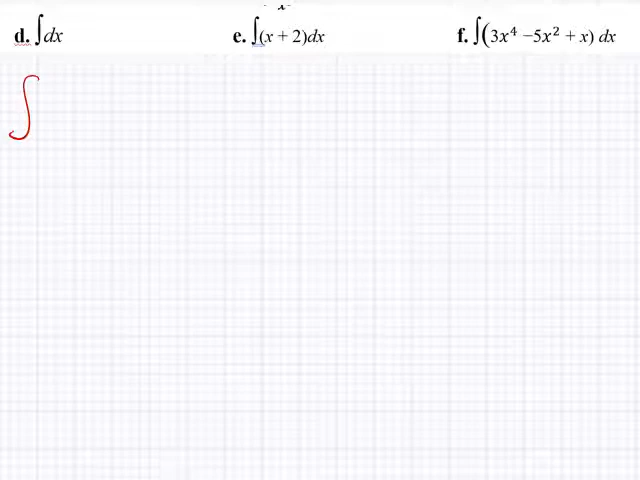 d. ∫dx e. ∫(x + 2)dx f. ∫(3x⁴ −5x² + x) dx
∫